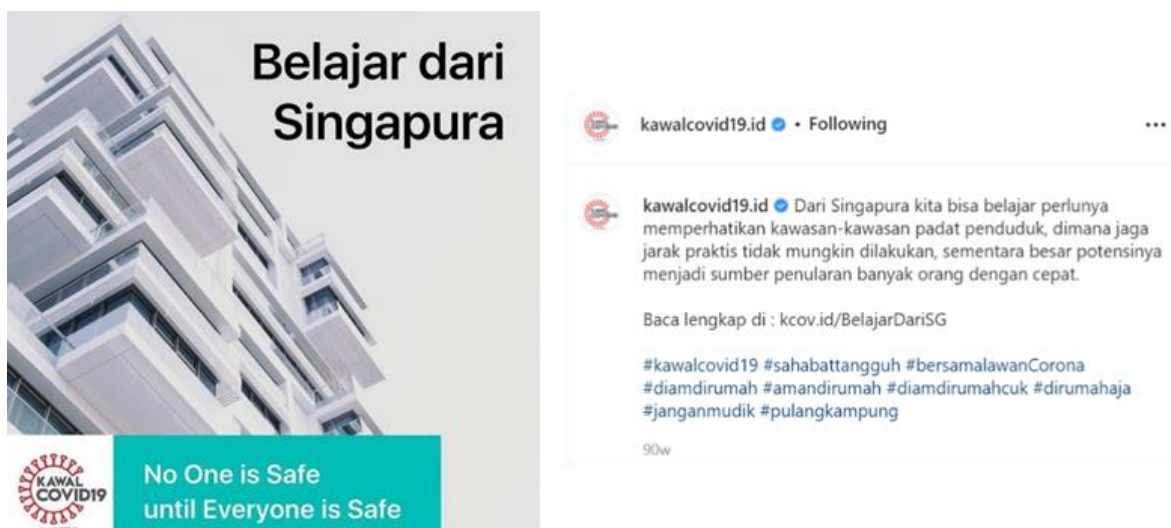 Belajar dari
Singapura
KAWAL
COVID19
No One is Safe
until Everyone is Safe
kawalcovid19.id • Following
kawalcovid19.id Dari Singapura kita bisa belajar perlunya
memperhatikan kawasan-kawasan padat penduduk, dimana jaga
jarak praktis tidak mungkin dilakukan, sementara besar potensinya
menjadi sumber penularan banyak orang dengan cepat.
Baca lengkap di : kcov.id/BelajarDariSG
#kawalcovid19 #sahabattangguh #bersamalawanCorona
#diamdirumah #amandirumah #diamdirumahcuk #dirumahaja
#janganmudik #pulangkampung
90w